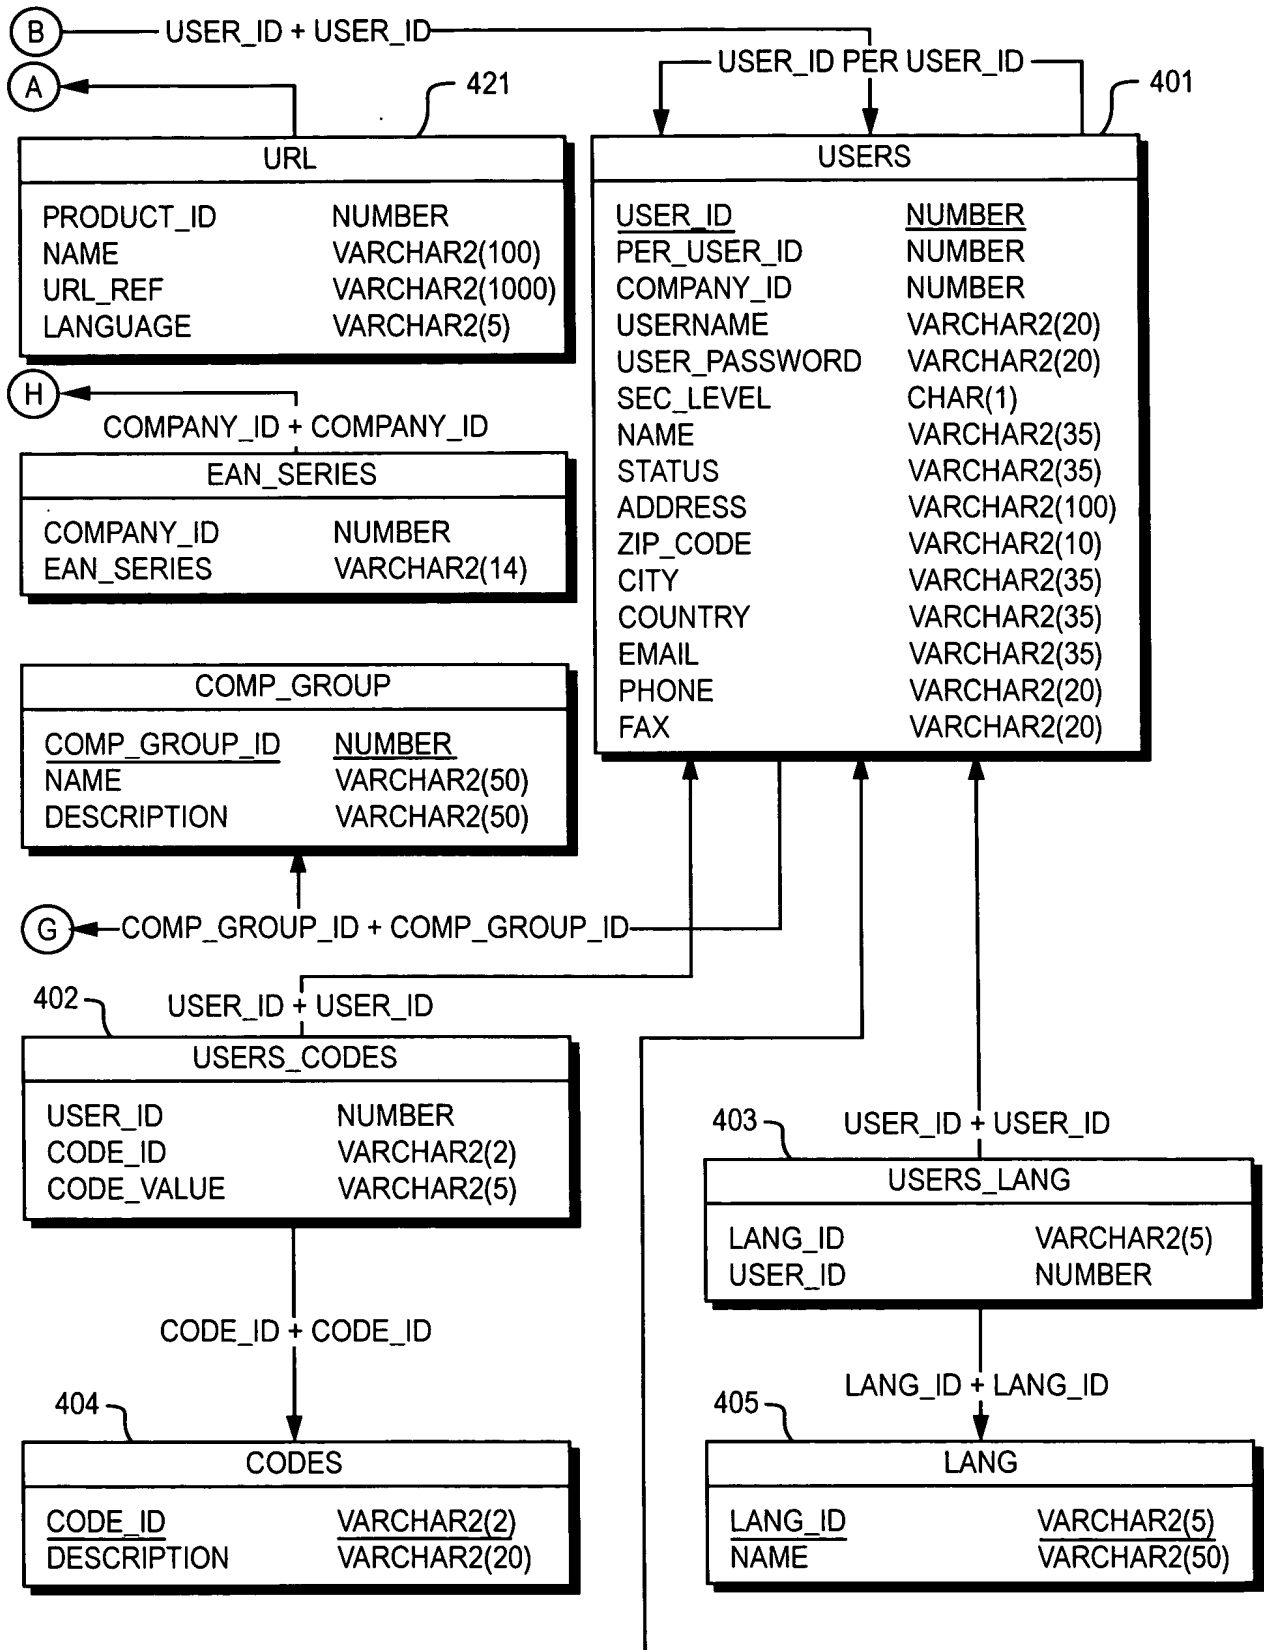 B
USER_ID + USER_ID
USER_ID PER USER_ID
A
421
401
URL
PRODUCT_ID NUMBER
NAME VARCHAR2(100)
URL_REF VARCHAR2(1000)
LANGUAGE VARCHAR2(5)
USERS
USER_ID NUMBER
PER_USER_ID NUMBER
COMPANY_ID NUMBER
USERNAME VARCHAR2(20)
USER_PASSWORD VARCHAR2(20)
SEC_LEVEL CHAR(1)
NAME VARCHAR2(35)
STATUS VARCHAR2(35)
ADDRESS VARCHAR2(100)
ZIP_CODE VARCHAR2(10)
CITY VARCHAR2(35)
COUNTRY VARCHAR2(35)
EMAIL VARCHAR2(35)
PHONE VARCHAR2(20)
FAX VARCHAR2(20)
H
COMPANY_ID + COMPANY_ID
EAN_SERIES
COMPANY_ID NUMBER
EAN_SERIES VARCHAR2(14)
COMP_GROUP
COMP_GROUP_ID NUMBER
NAME VARCHAR2(50)
DESCRIPTION VARCHAR2(50)
G
COMP_GROUP_ID + COMP_GROUP_ID
402
USER_ID + USER_ID
USERS_CODES
USER_ID NUMBER
CODE_ID VARCHAR2(2)
CODE_VALUE VARCHAR2(5)
403
USER_ID + USER_ID
USERS_LANG
LANG_ID VARCHAR2(5)
USER_ID NUMBER
CODE_ID + CODE_ID
LANG_ID + LANG_ID
404
CODES
CODE_ID VARCHAR2(2)
DESCRIPTION VARCHAR2(20)
405
LANG
LANG_ID VARCHAR2(5)
NAME VARCHAR2(50)